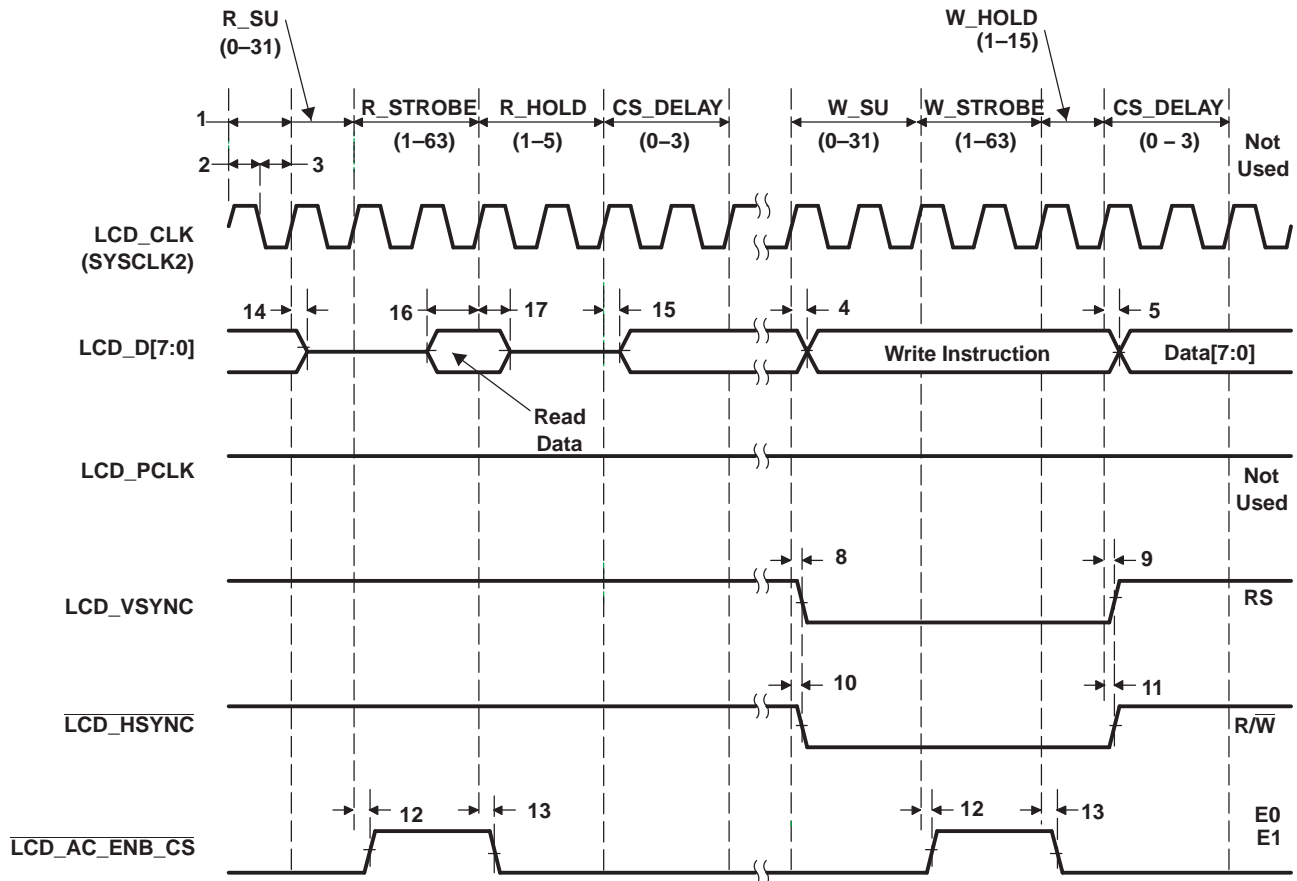 R_SU
(0–31)
W_HOLD
(1–15)
1
R_STROBE
(1–63)
R_HOLD
(1–5)
CS_DELAY
(0–3)
W_SU
(0–31)
W_STROBE
(1–63)
CS_DELAY
(0 – 3)
Not
Used
2
3
LCD_CLK
(SYSCLK2)
14
16
17
15
4
5
LCD_D[7:0]
Write Instruction
Data[7:0]
Read
Data
LCD_PCLK
Not
Used
8
9
LCD_VSYNC
RS
10
11
LCD_HSYNC
R/W
12
13
12
13
E0
E1
LCD_AC_ENB_CS